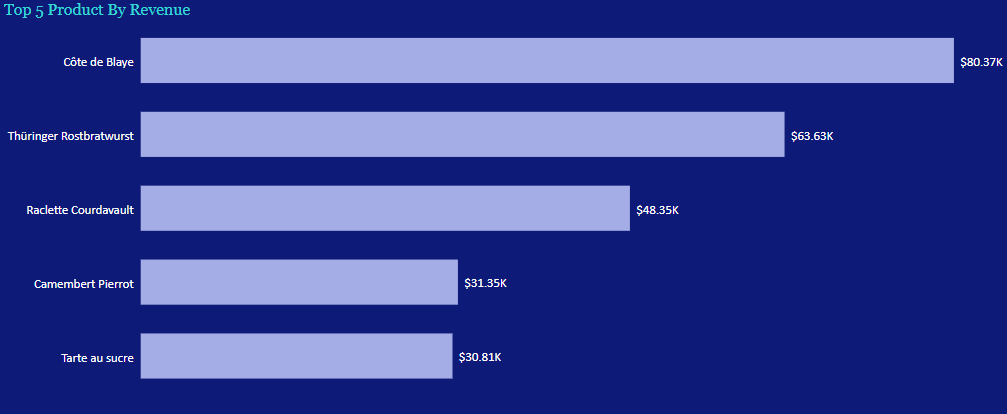 Top 5 Product By Revenue
Côte de Blaye $80.37K
Thüringer Rostbratwurst $63.63K
Raclette Courdavault $48.35K
Camembert Pierrot $31.35K
Tarte au sucre $30.81K